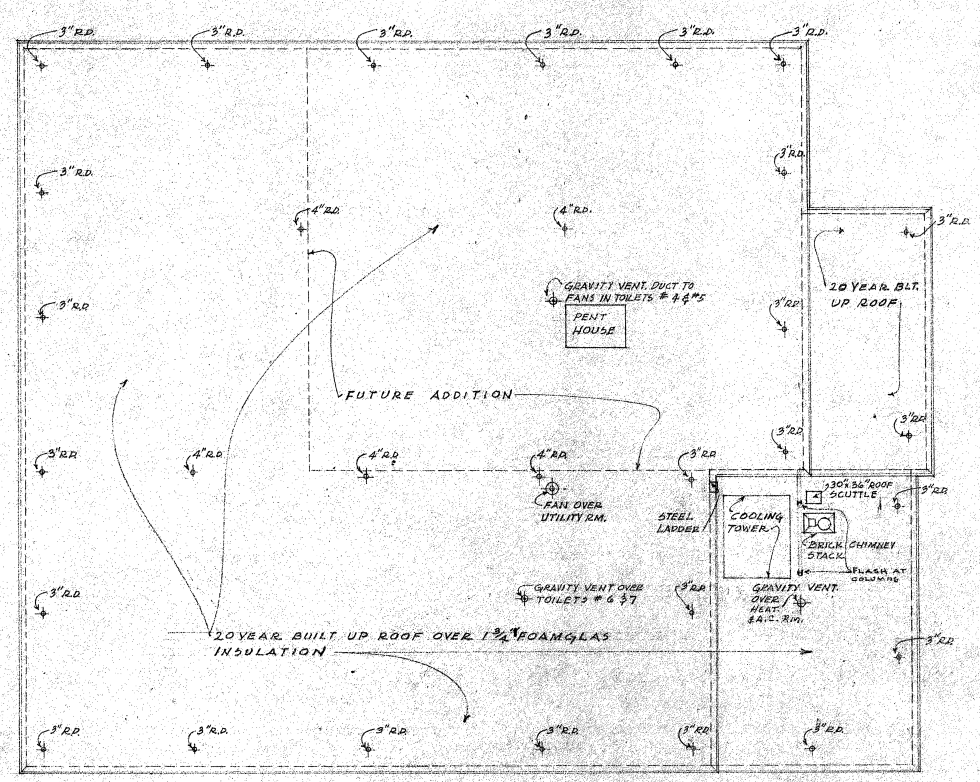 3" R.D.
3" R.D.
3" R.D.
3" R.D.
3" R.D.
3" R.D.
3" R.D.
3" R.D.
4" R.D.
4" R.D.
3" R.D.
20 YEAR BLT.
UP ROOF
GRAVITY VENT. DUCT TO
FANS IN TOILETS # 4 & #5
PENT
HOUSE
3" R.D.
3" R.D.
FUTURE ADDITION
3" R.D.
3" R.D.
3" R.D.
4" R.D.
4" R.D.
4" R.D.
3" R.D.
FAN OVER
UTILITY RM.
STEEL
LADDER
COOLING
TOWER
30"x36" ROOF
SCUTTLE
3" R.D.
BRICK CHIMNEY
STACK
FLASH AT
COLUMNS
3" R.D.
GRAVITY VENT OVER
TOILETS # 6 & 7
3" R.D.
GRAVITY VENT.
OVER
HEAT.
& A.C. RM.
20 YEAR BUILT UP ROOF OVER 1 3/4" FOAMGLAS
INSULATION
3" R.D.
3" R.D.
3" R.D.
3" R.D.
3" R.D.
3" R.D.
3" R.D.